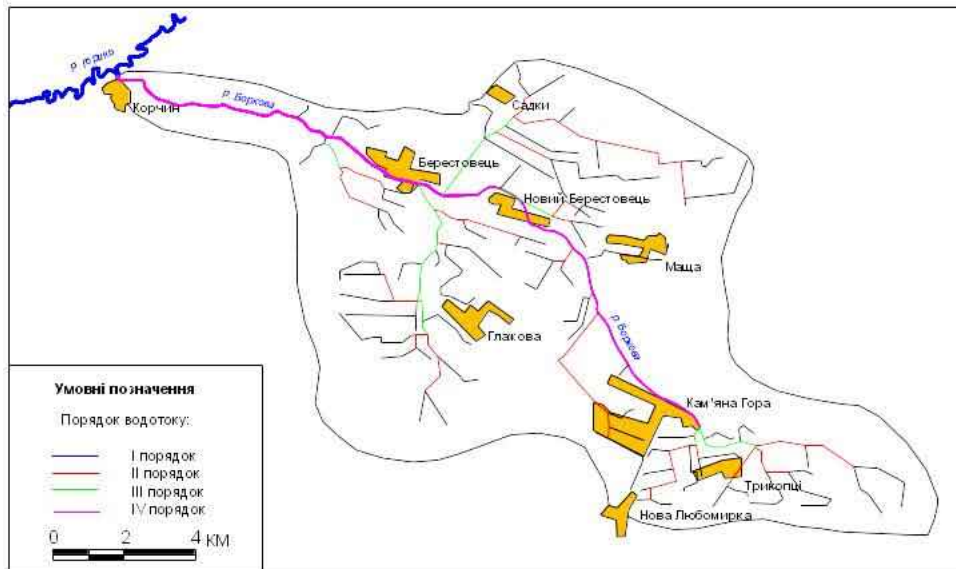 р. Боркова
Садки
Корчин
Берестовець
Новий Берестовець
Маща
р. Боркова
Глакова
Умовні позначення
Кам'яна Гора
Порядок водотоку:
I порядок
II порядок
III порядок
IV порядок
Трикопці
Нова Любомирка
0 2 4 КМ